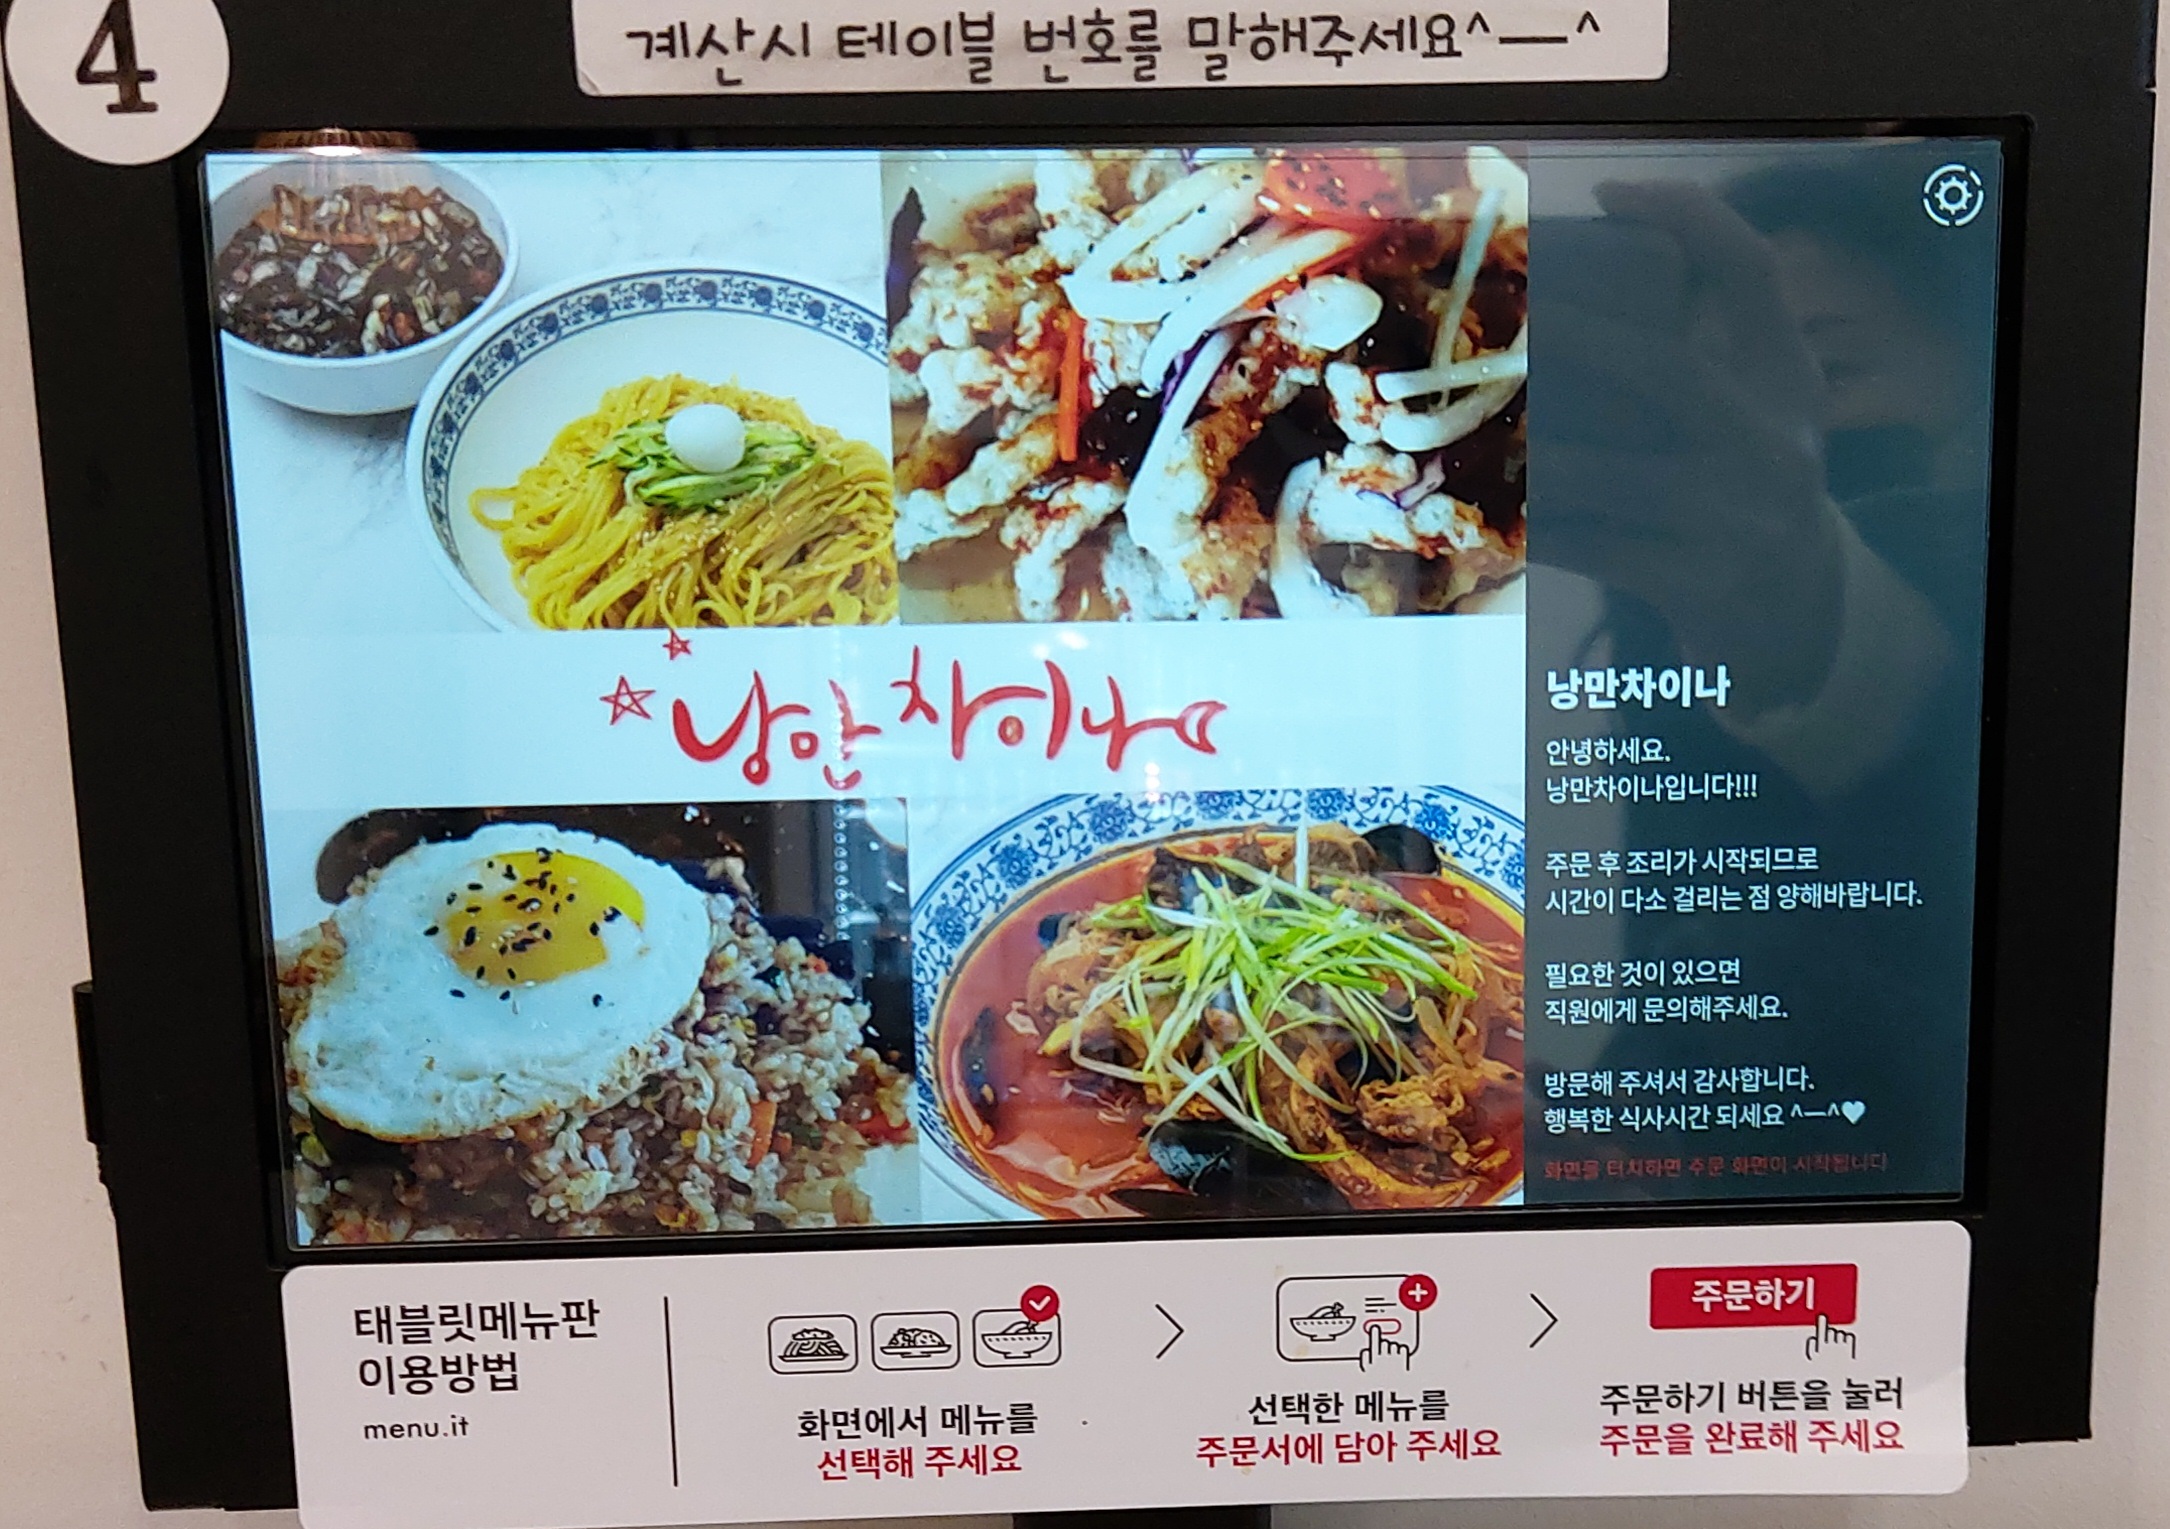 4
계산시 테이블 번호를 말해주세요^—^
낭만차이나
낭만차이나
안녕하세요.
낭만차이나입니다!!!
주문 후 조리가 시작되므로
시간이 다소 걸리는 점 양해바랍니다.
필요한 것이 있으면
직원에게 문의해주세요.
방문해 주셔서 감사합니다.
행복한 식사시간 되세요 ^—^♥
화면을 터치하면 주문 화면이 시작됩니다
태블릿메뉴판
이용방법
menu.it
화면에서 메뉴를
선택해 주세요
선택한 메뉴를
주문서에 담아 주세요
주문하기
주문하기 버튼을 눌러
주문을 완료해 주세요